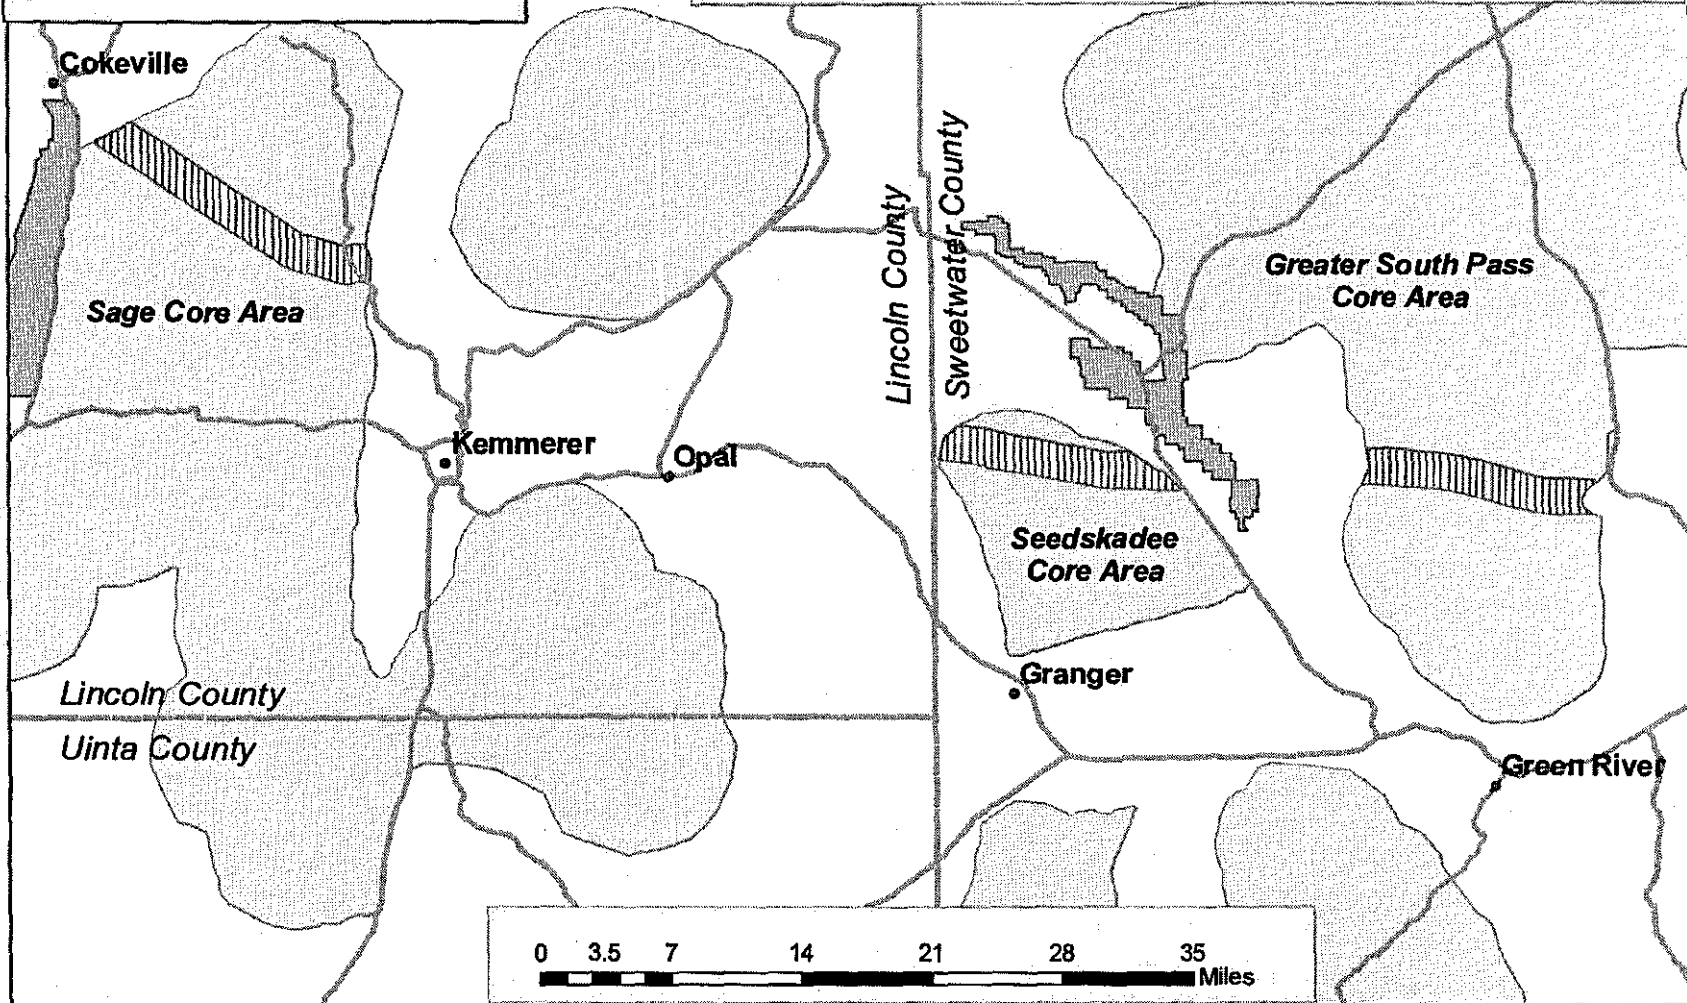 Cokeville
Lincoln County
Sweetwater County
Greater South Pass
Core Area
Sage Core Area
Kemmerer
Opal
Seedskadee
Core Area
Granger
Lincoln County
Uinta County
Green River
0 3.5 7 14 21 28 35
Miles